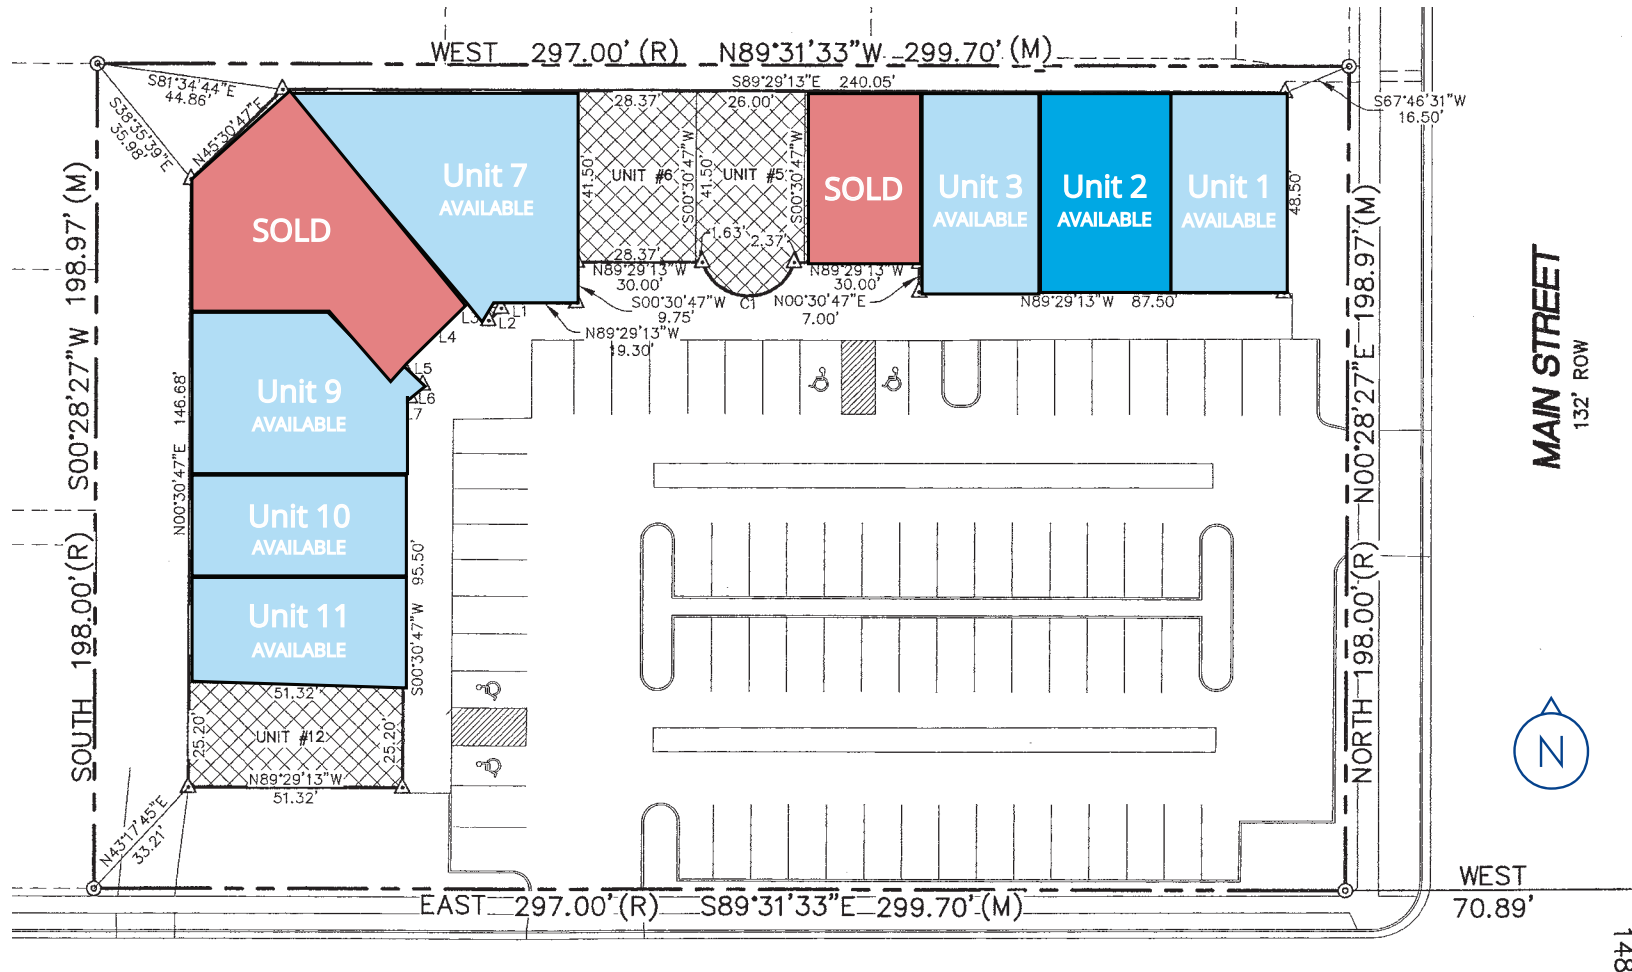 WEST 297.00' (R) N89°31'33"W 299.70' (M)
S89°29'13"E 240.05'
S81°34'44"E
44.86'
S38°35'39"E
35.98'
N45°30'47"E
S67°46'31"W
16.50'
28.37'
26.00'
41.50'
UNIT #6
S00°30'47"W
41.50'
UNIT #5
S00°30'47"W
28.37'
1.63'
2.37'
Unit 7
AVAILABLE
SOLD
Unit 3
AVAILABLE
Unit 2
AVAILABLE
Unit 1
AVAILABLE
48.50'
SOLD
N89°29'13"W
30.00'
S00°30'47"W
9.75'
C1
N89°29'13"W
30.00'
N00°30'47"E
7.00'
N89°29'13"W 87.50'
N89°29'13"W
19.30'
L1
L2
L3
L4
L5
L6
L7
Unit 9
AVAILABLE
Unit 10
AVAILABLE
Unit 11
AVAILABLE
N00°30'47"E 146.68'
S00°30'47"W 95.50'
51.32'
25.20'
UNIT #12
25.20'
N89°29'13"W
51.32'
N43°17'45"E
33.21'
SOUTH 198.00' (R) S00°28'27"W 198.97' (M)
NORTH 198.00' (R) N00°28'27"E 198.97' (M)
MAIN STREET
132' ROW
N
EAST 297.00' (R) S89°31'33"E 299.70' (M)
WEST
70.89'
148